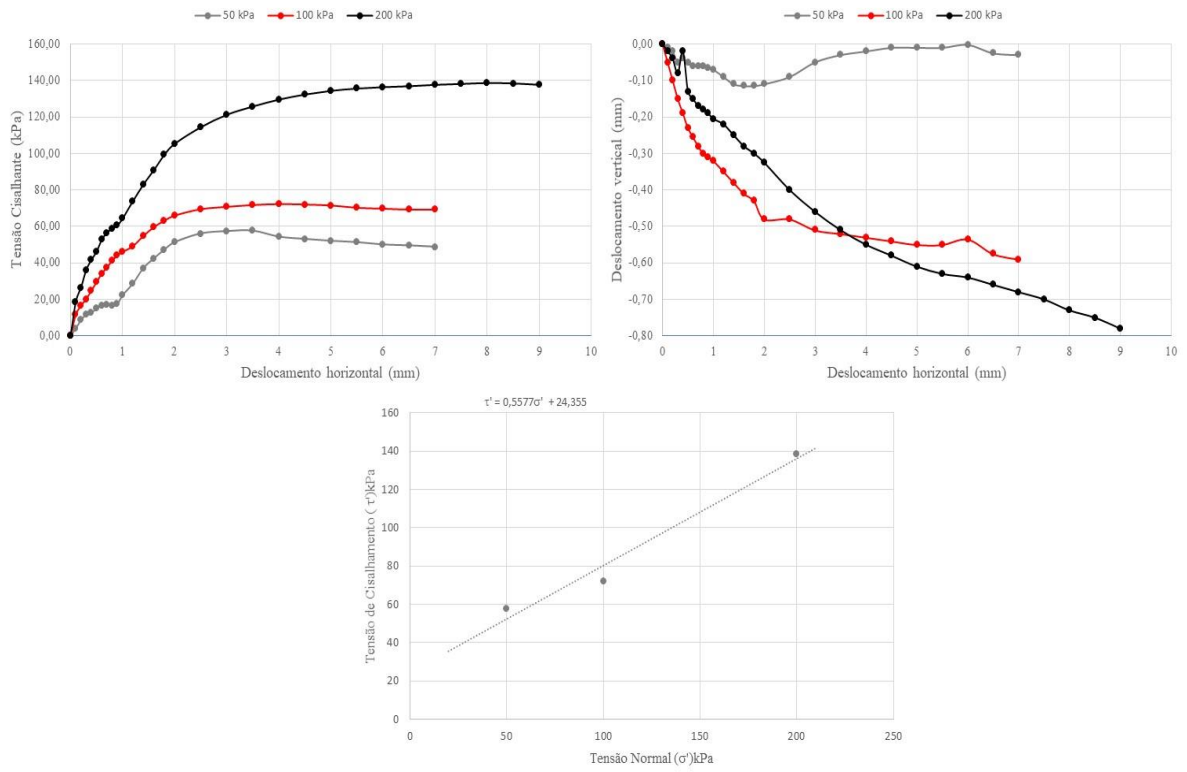 50 kPa 100 kPa 200 kPa
160,00
140,00
120,00
100,00
80,00
60,00
40,00
20,00
0,00
Tensão Cisalhante (kPa)
0 1 2 3 4 5 6 7 8 9 10
Deslocamento horizontal (mm)
50 kPa 100 kPa 200 kPa
0,00
-0,10
-0,20
-0,30
-0,40
-0,50
-0,60
-0,70
-0,80
Deslocamento vertical (mm)
0 1 2 3 4 5 6 7 8 9 10
Deslocamento horizontal (mm)
τ' = 0,5577σ' + 24,355
160
140
120
100
80
60
40
20
0
Tensão de Cisalhamento ( τ')kPa
0 50 100 150 200 250
Tensão Normal (σ')kPa